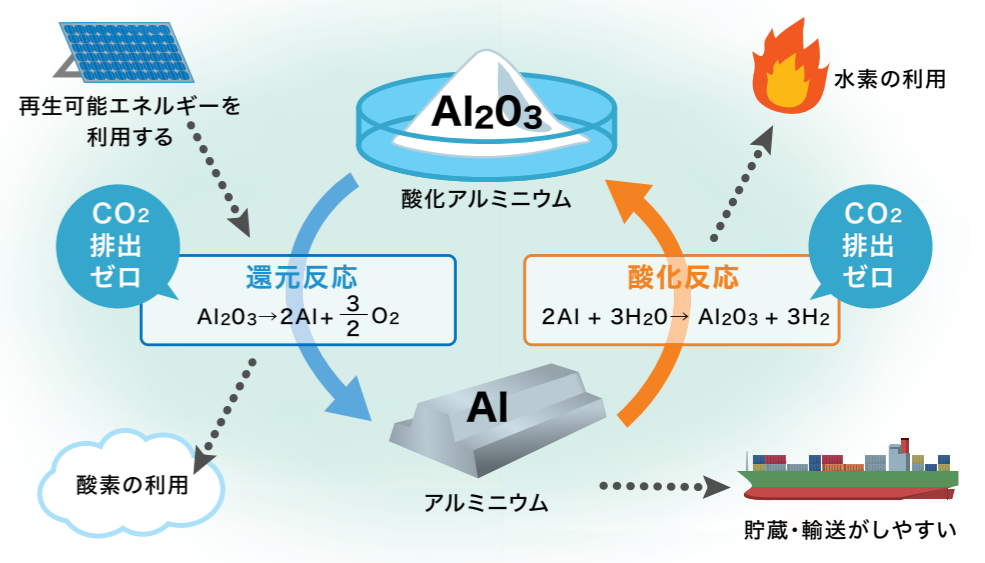 再生可能エネルギーを
利用する
Al2O3
酸化アルミニウム
水素の利用
CO2
排出
ゼロ
還元反応
Al2O3→2Al+3/2O2
酸化反応
2Al + 3H2O→ Al2O3 + 3H2
CO2
排出
ゼロ
酸素の利用
Al
アルミニウム
貯蔵・輸送がしやすい